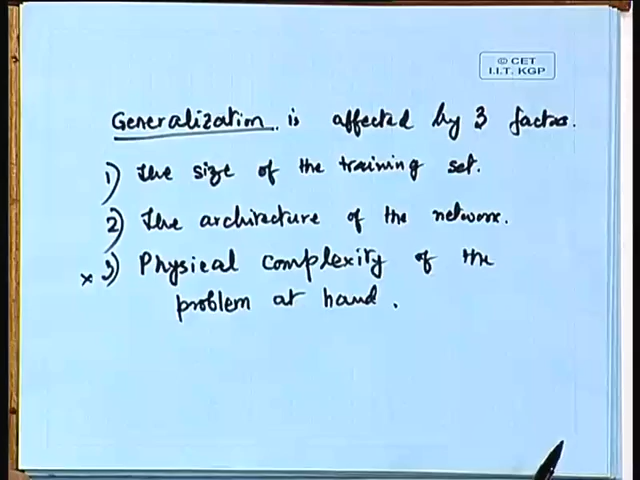 © CET
I.I.T. KGP
Generalization is affected by 3 factors.
1) The size of the training set.
2) The architecture of the network.
x 3) Physical complexity of the
problem at hand.